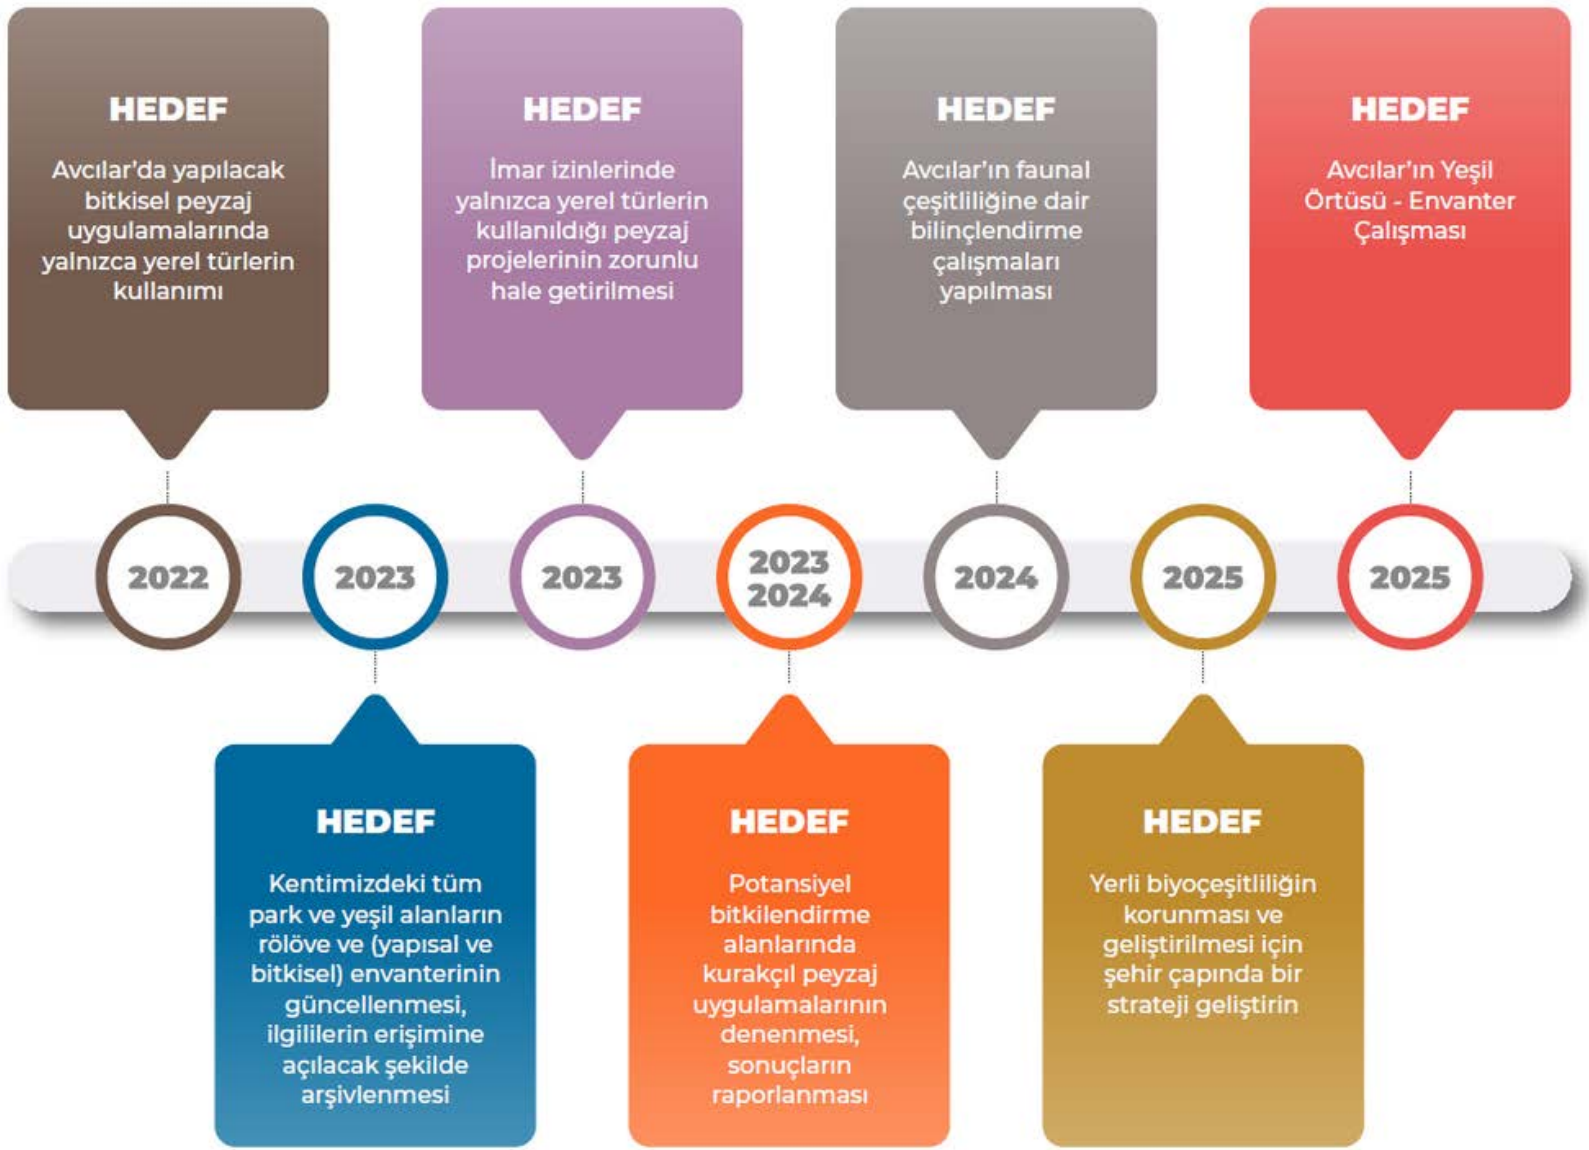 HEDEF
Avcılar'da yapılacak
bitkisel peyzaj
uygulamalarında
yalnızca yerel türlerin
kullanımı
HEDEF
İmar izinlerinde
yalnızca yerel türlerin
kullanıldığı peyzaj
projelerinin zorunlu
hale getirilmesi
HEDEF
Avcılar'ın faunal
çeşitliliğine dair
bilinçlendirme
çalışmaları
yapılması
HEDEF
Avcılar'ın Yeşil
Örtüsü - Envanter
Çalışması
2022
2023
2023
2023
2024
2024
2025
2025
HEDEF
Kentimizdeki tüm
park ve yeşil alanların
rölöve ve (yapısal ve
bitkisel) envanterinin
güncellenmesi,
ilgililerin erişimine
açılacak şekilde
arşivlenmesi
HEDEF
Potansiyel
bitkilendirme
alanlarında
kurakçıl peyzaj
uygulamalarının
denenmesi,
sonuçların
raporlanması
HEDEF
Yerli biyoçeşitliliğin
korunması ve
geliştirilmesi için
şehir çapında bir
strateji geliştirin